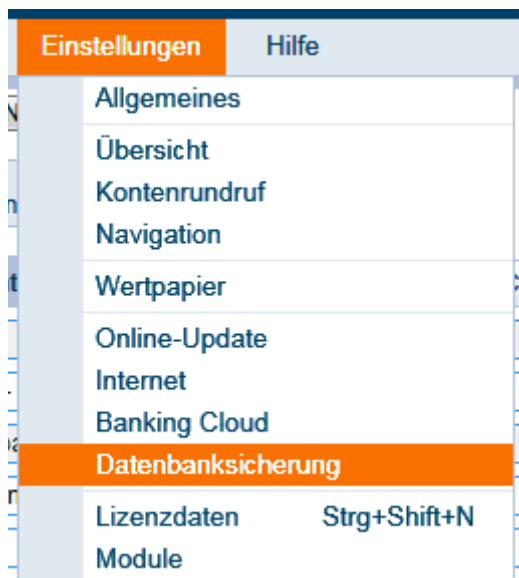 Einstellungen Hilfe
Allgemeines
Übersicht
Kontenrundruf
Navigation
Wertpapier
Online-Update
Internet
Banking Cloud
Datenbanksicherung
Lizenzdaten Strg+Shift+N
Module